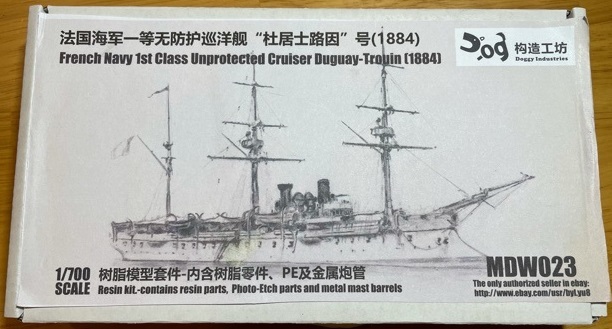 法国海军一等无防护巡洋舰“杜居士路因”号(1884)
French Navy 1st Class Unprotected Cruiser Duguay-Trouin (1884)
Dog 构造工坊
Doggy Industries
1/700 树脂模型套件-内含树脂零件、PE及金属炮管
SCALE Resin kit.-contains resin parts, Photo-Etch parts and metal mast barrels
MDW023
The only authorized seller in ebay:
http://www.ebay.com/usr/byLyu8